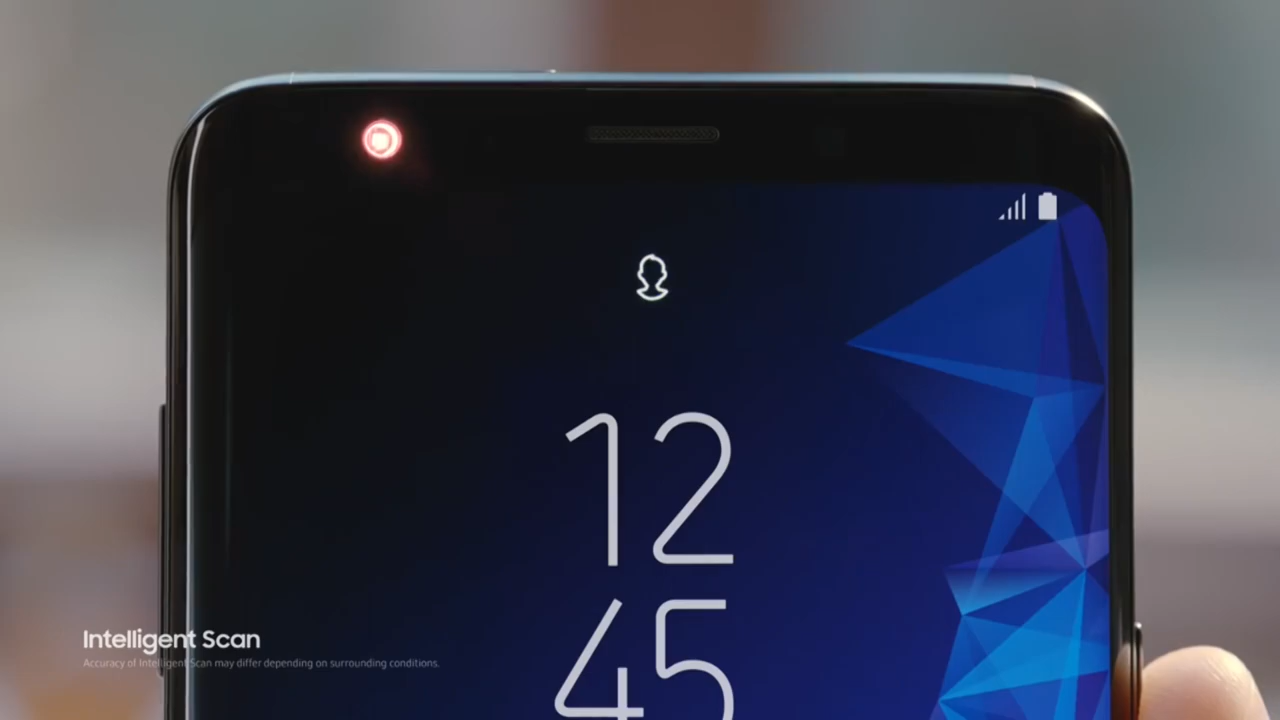 12
45
Intelligent Scan
Accuracy of Intelligent Scan may differ depending on surrounding conditions.